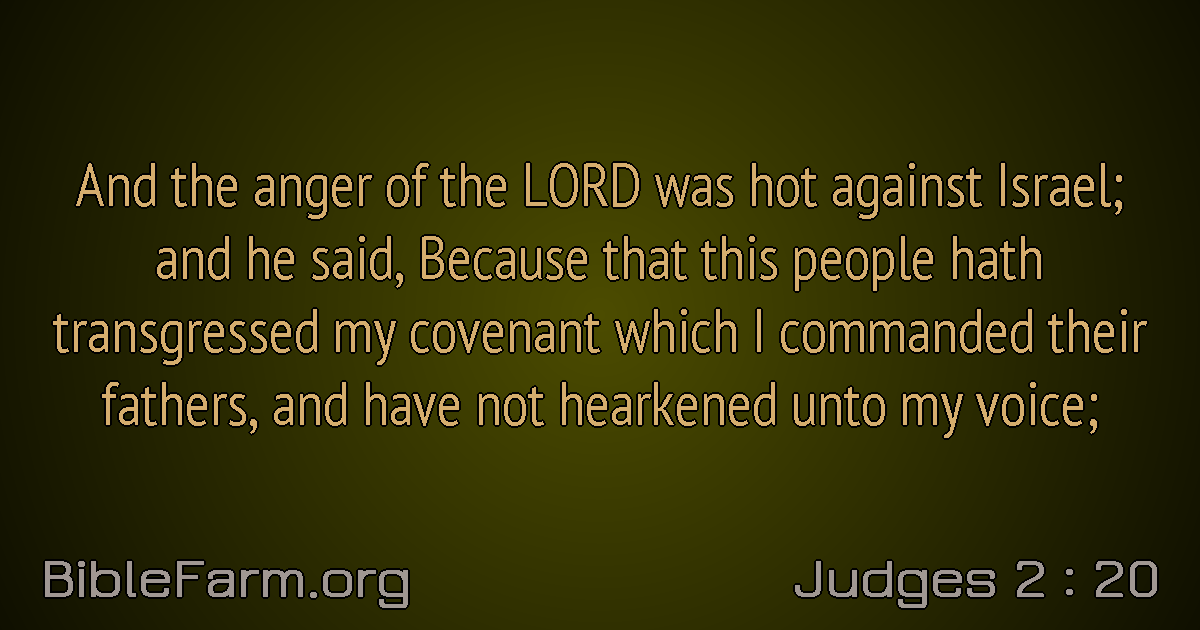 And the anger of the LORD was hot against Israel;
and he said, Because that this people hath
transgressed my covenant which I commanded their
fathers, and have not hearkened unto my voice;
BibleFarm.org
Judges 2 : 20